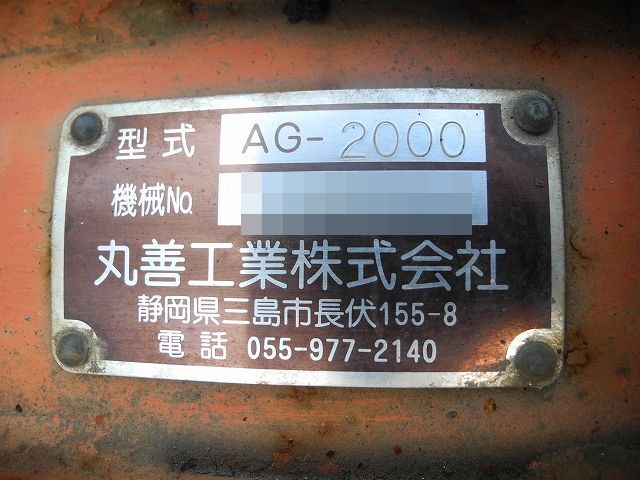 型式 AG-2000
機械No.
丸善工業株式会社
静岡県三島市長伏155-8
電話 055-977-2140